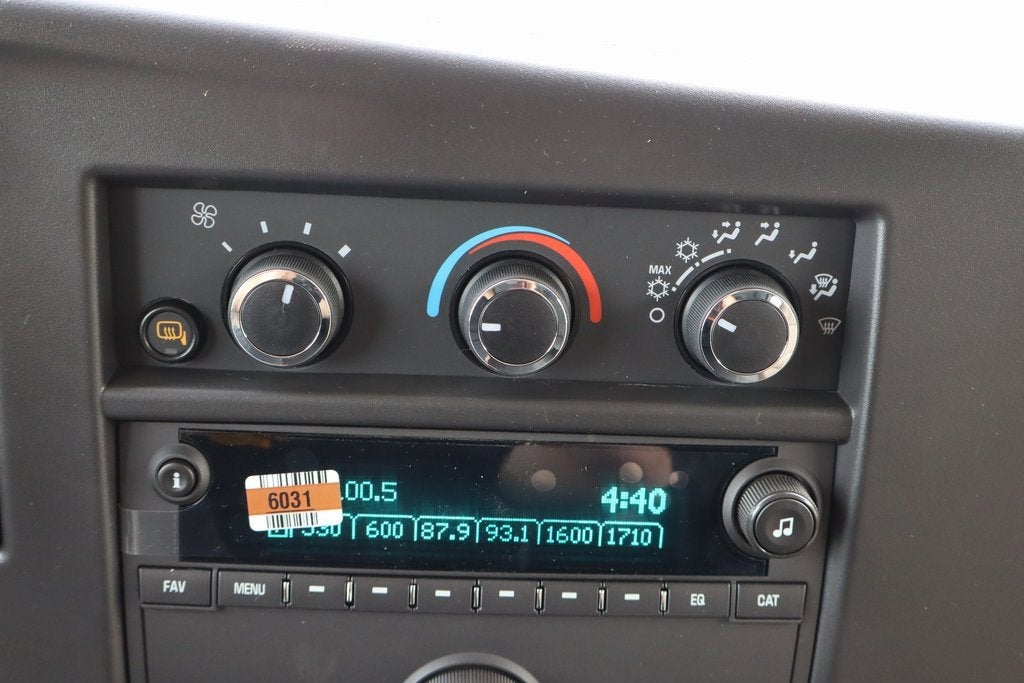 MAX
i
6031
00.5
4:40
600 87.9 93.1 1600 1710
FAV MENU EQ CAT